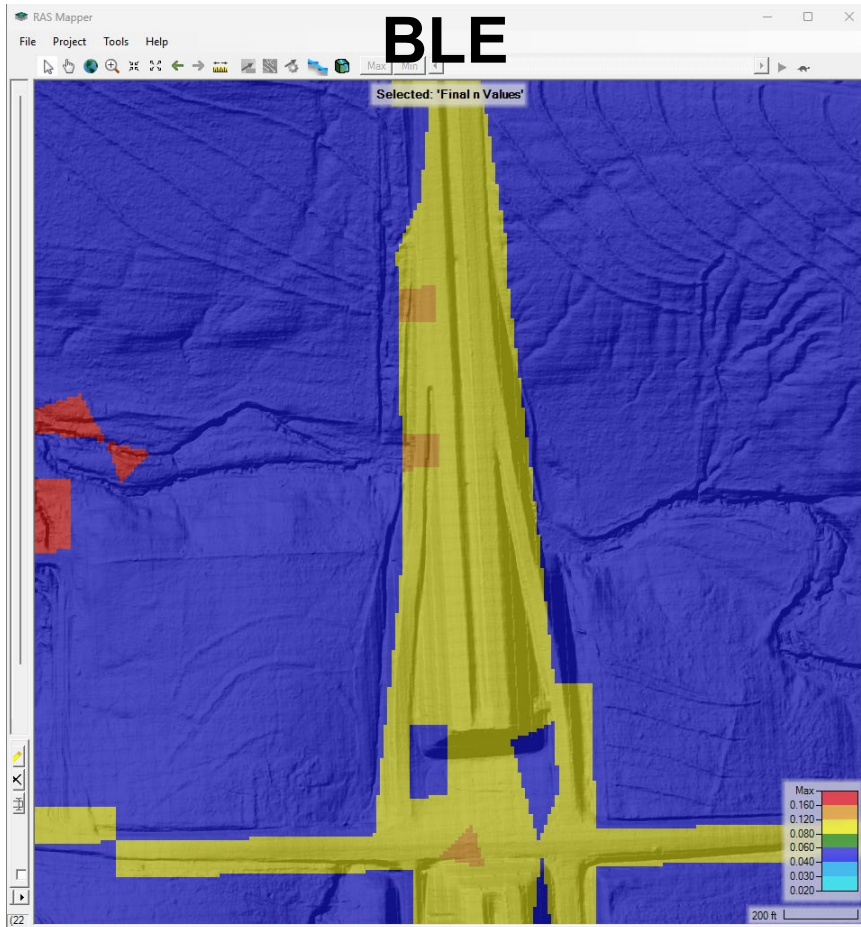 RAS Mapper
BLE
File Project Tools Help
Max Min
Selected: 'Final n Values'
Max
0.160
0.120
0.080
0.060
0.040
0.030
0.020
200 ft
(22